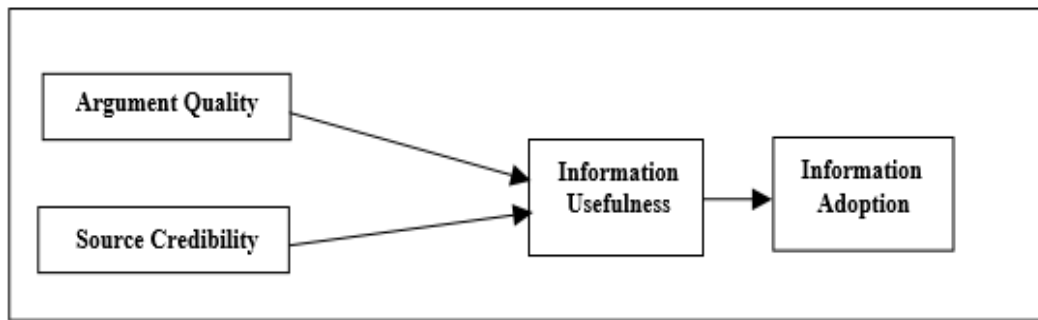 Argument Quality
Source Credibility
Information
Usefulness
Information
Adoption